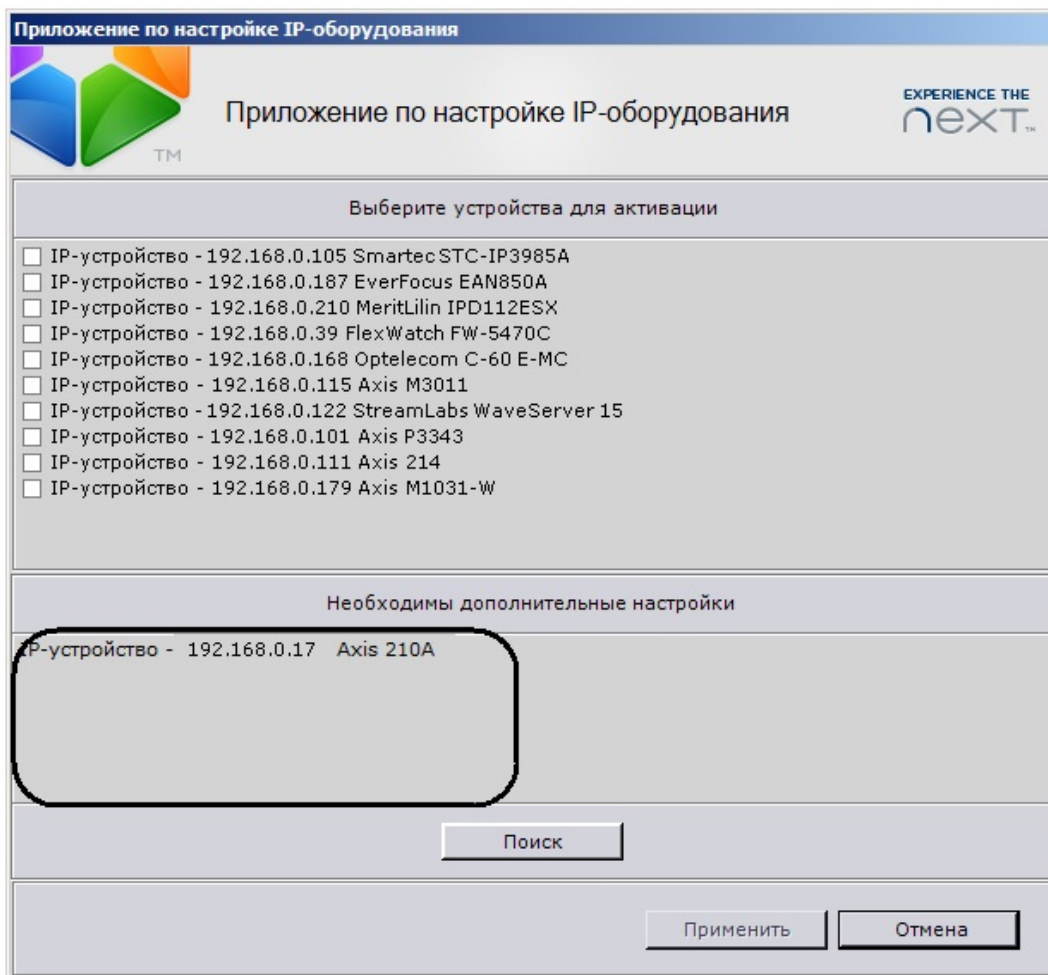 Приложение по настройке IP-оборудования
Приложение по настройке IP-оборудования
EXPERIENCE THE
next™
TM
Выберите устройства для активации
IP-устройство - 192.168.0.105 Smartec STC-IP3985A
IP-устройство - 192.168.0.187 EverFocus EAN850A
IP-устройство - 192.168.0.210 MeritLilin IPD112ESX
IP-устройство - 192.168.0.39 FlexWatch FW-5470C
IP-устройство - 192.168.0.168 Optelecom C-60 E-MC
IP-устройство - 192.168.0.115 Axis M3011
IP-устройство - 192.168.0.122 StreamLabs WaveServer 15
IP-устройство - 192.168.0.101 Axis P3343
IP-устройство - 192.168.0.111 Axis 214
IP-устройство - 192.168.0.179 Axis M1031-W
Необходимы дополнительные настройки
IP-устройство - 192.168.0.17 Axis 210A
Поиск
Применить
Отмена